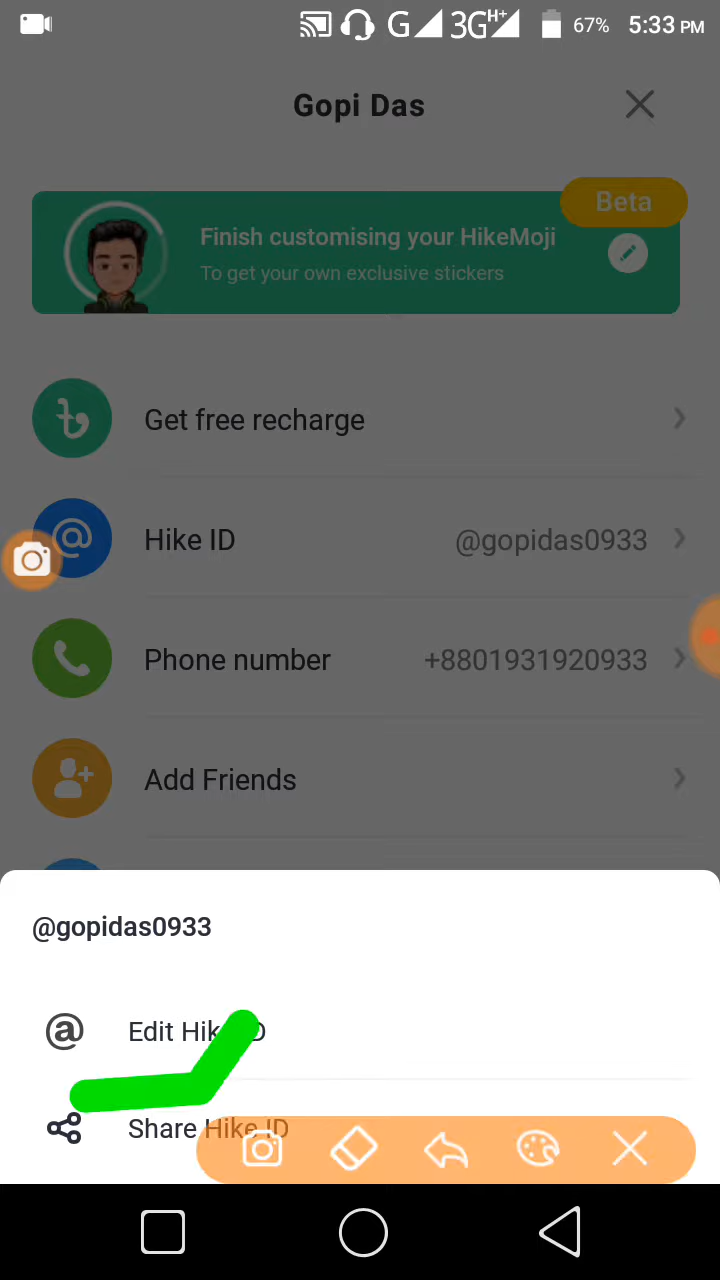 G 3G H+ 67% 5:33 PM
Gopi Das
Beta
Finish customising your HikeMoji
To get your own exclusive stickers
Get free recharge
Hike ID @gopidas0933
Phone number +8801931920933
Add Friends
@gopidas0933
Edit Hike ID
Share Hike ID